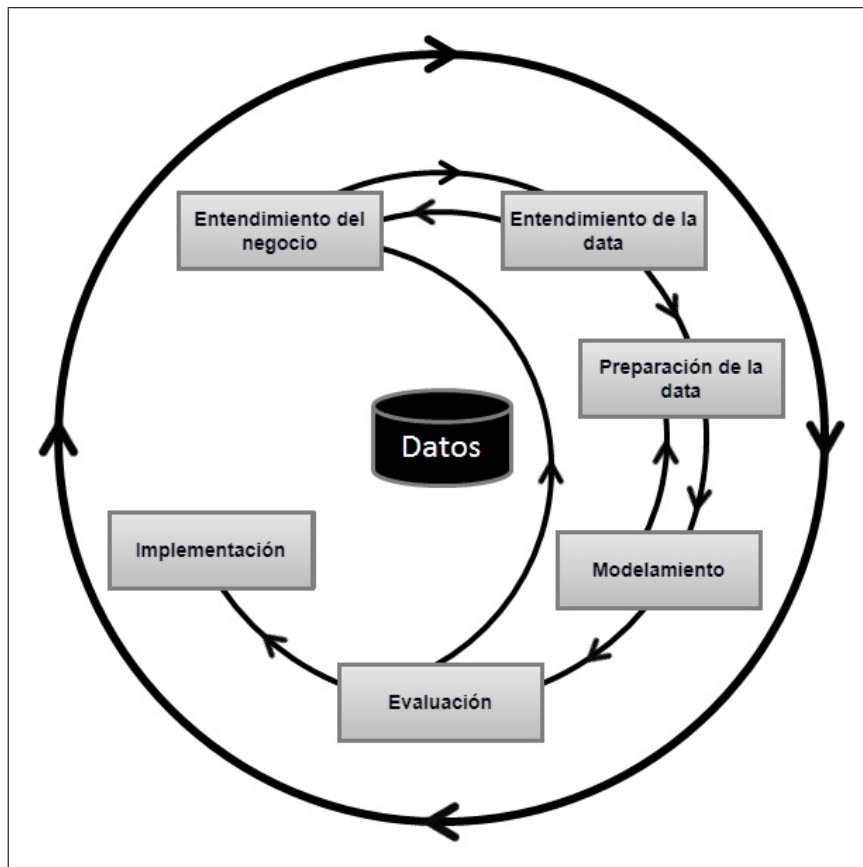 Entendimiento del
negocio
Entendimiento de la
data
Preparación de la
data
Datos
Implementación
Modelamiento
Evaluación